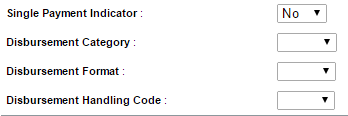 Single Payment Indicator : No
Disbursement Category :
Disbursement Format :
Disbursement Handling Code :